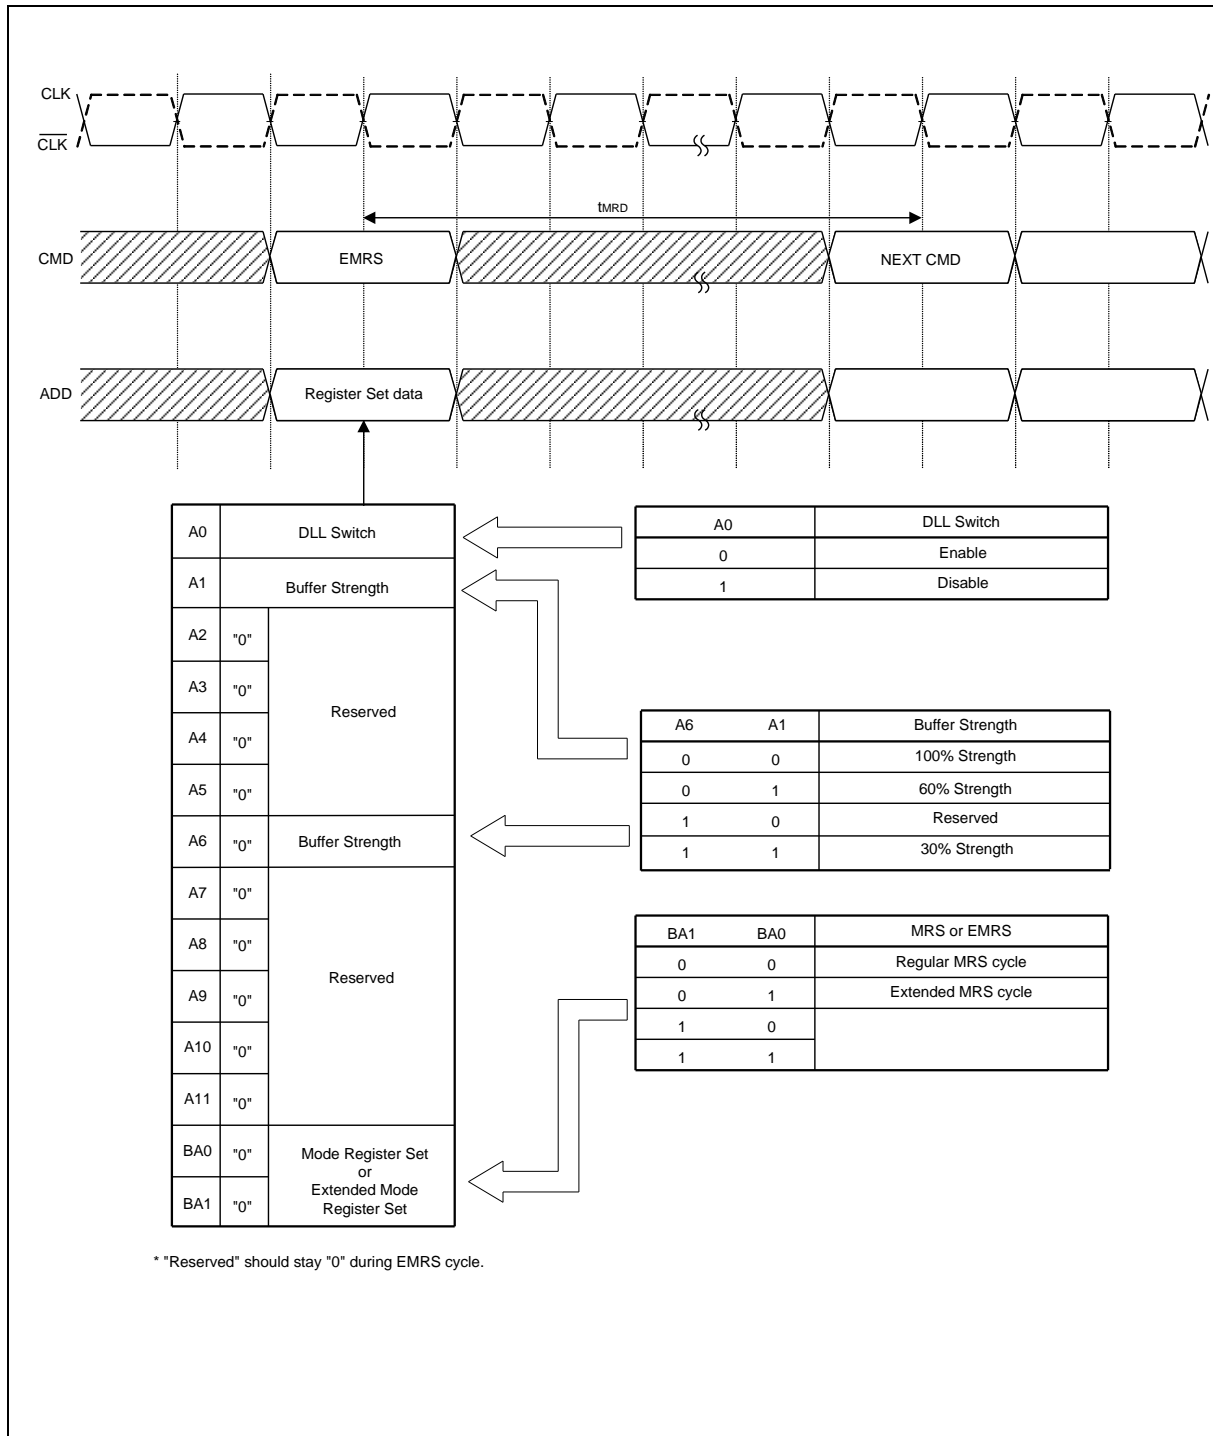 CLK
CLK
tMRD
CMD
EMRS
NEXT CMD
ADD
Register Set data
A0 DLL Switch
A1 Buffer Strength
A2 "0"
A3 "0"
Reserved
A4 "0"
A5 "0"
A6 "0" Buffer Strength
A7 "0"
A8 "0"
Reserved
A9 "0"
A10 "0"
A11 "0"
BA0 "0" Mode Register Set
or
Extended Mode
BA1 "0" Register Set
A0 DLL Switch
0 Enable
1 Disable
A6 A1 Buffer Strength
0 0 100% Strength
0 1 60% Strength
1 0 Reserved
1 1 30% Strength
BA1 BA0 MRS or EMRS
0 0 Regular MRS cycle
0 1 Extended MRS cycle
1 0
1 1
* "Reserved" should stay "0" during EMRS cycle.